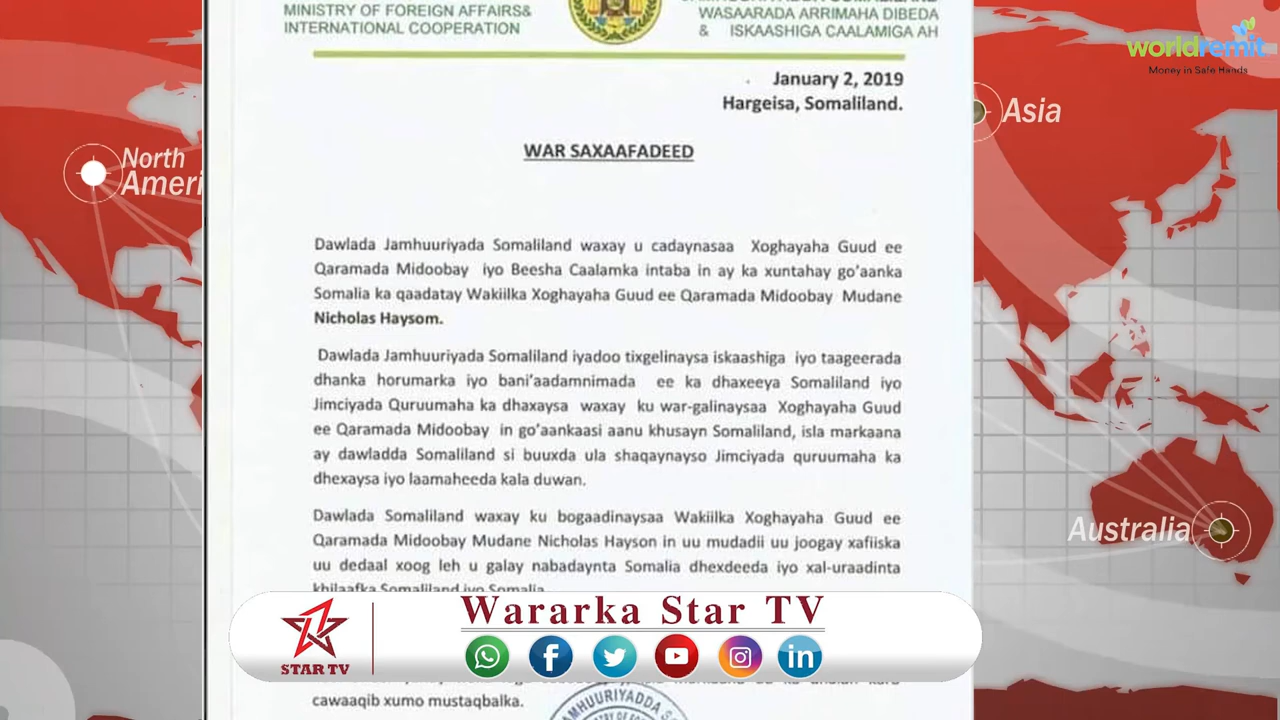 MINISTRY OF FOREIGN AFFAIRS&
INTERNATIONAL COOPERATION
WASAARADA ARRIMAHA DIBEDA
& ISKAASHIGA CAALAMIGA AH
worldremit
Money in Safe Hands
January 2, 2019
Hargeisa, Somaliland.
Asia
North
Ameri
WAR SAXAAFADEED
Dawlada Jamhuuriyada Somaliland waxay u cadaynasaa Xoghayaha Guud ee
Qaramada Midoobay iyo Beesha Caalamka intaba in ay ka xuntahay go'aanka
Somalia ka qaadatay Wakiilka Xoghayaha Guud ee Qaramada Midoobay Mudane
Nicholas Haysom.
Dawlada Jamhuuriyada Somaliland iyadoo tixgelinaysa iskaashiga iyo taageerada
dhanka horumarka iyo bani'aadamnimada ee ka dhaxeeya Somaliland iyo
Jimciyada Quruumaha ka dhaxaysa waxay ku war-galinaysaa Xoghayaha Guud
ee Qaramada Midoobay in go'aankaasi aanu khusayn Somaliland, isla markaana
ay dawladda Somaliland si buuxda ula shaqaynayso Jimciyada quruumaha ka
dhexaysa iyo laamaheeda kala duwan.
Dawlada Somaliland waxay ku bogaadinaysaa Wakiilka Xoghayaha Guud ee
Qaramada Midoobay Mudane Nicholas Hayson in uu mudadii uu joogay xafiiska
uu dedaal xoog leh u galay nabadaynta Somalia dhexdeeda iyo xal-uraadinta
khilaafka Somaliland iyo Somalia
Australia
Wararka Star TV
STAR TV
cawaaqib xumo mustaqbalka.